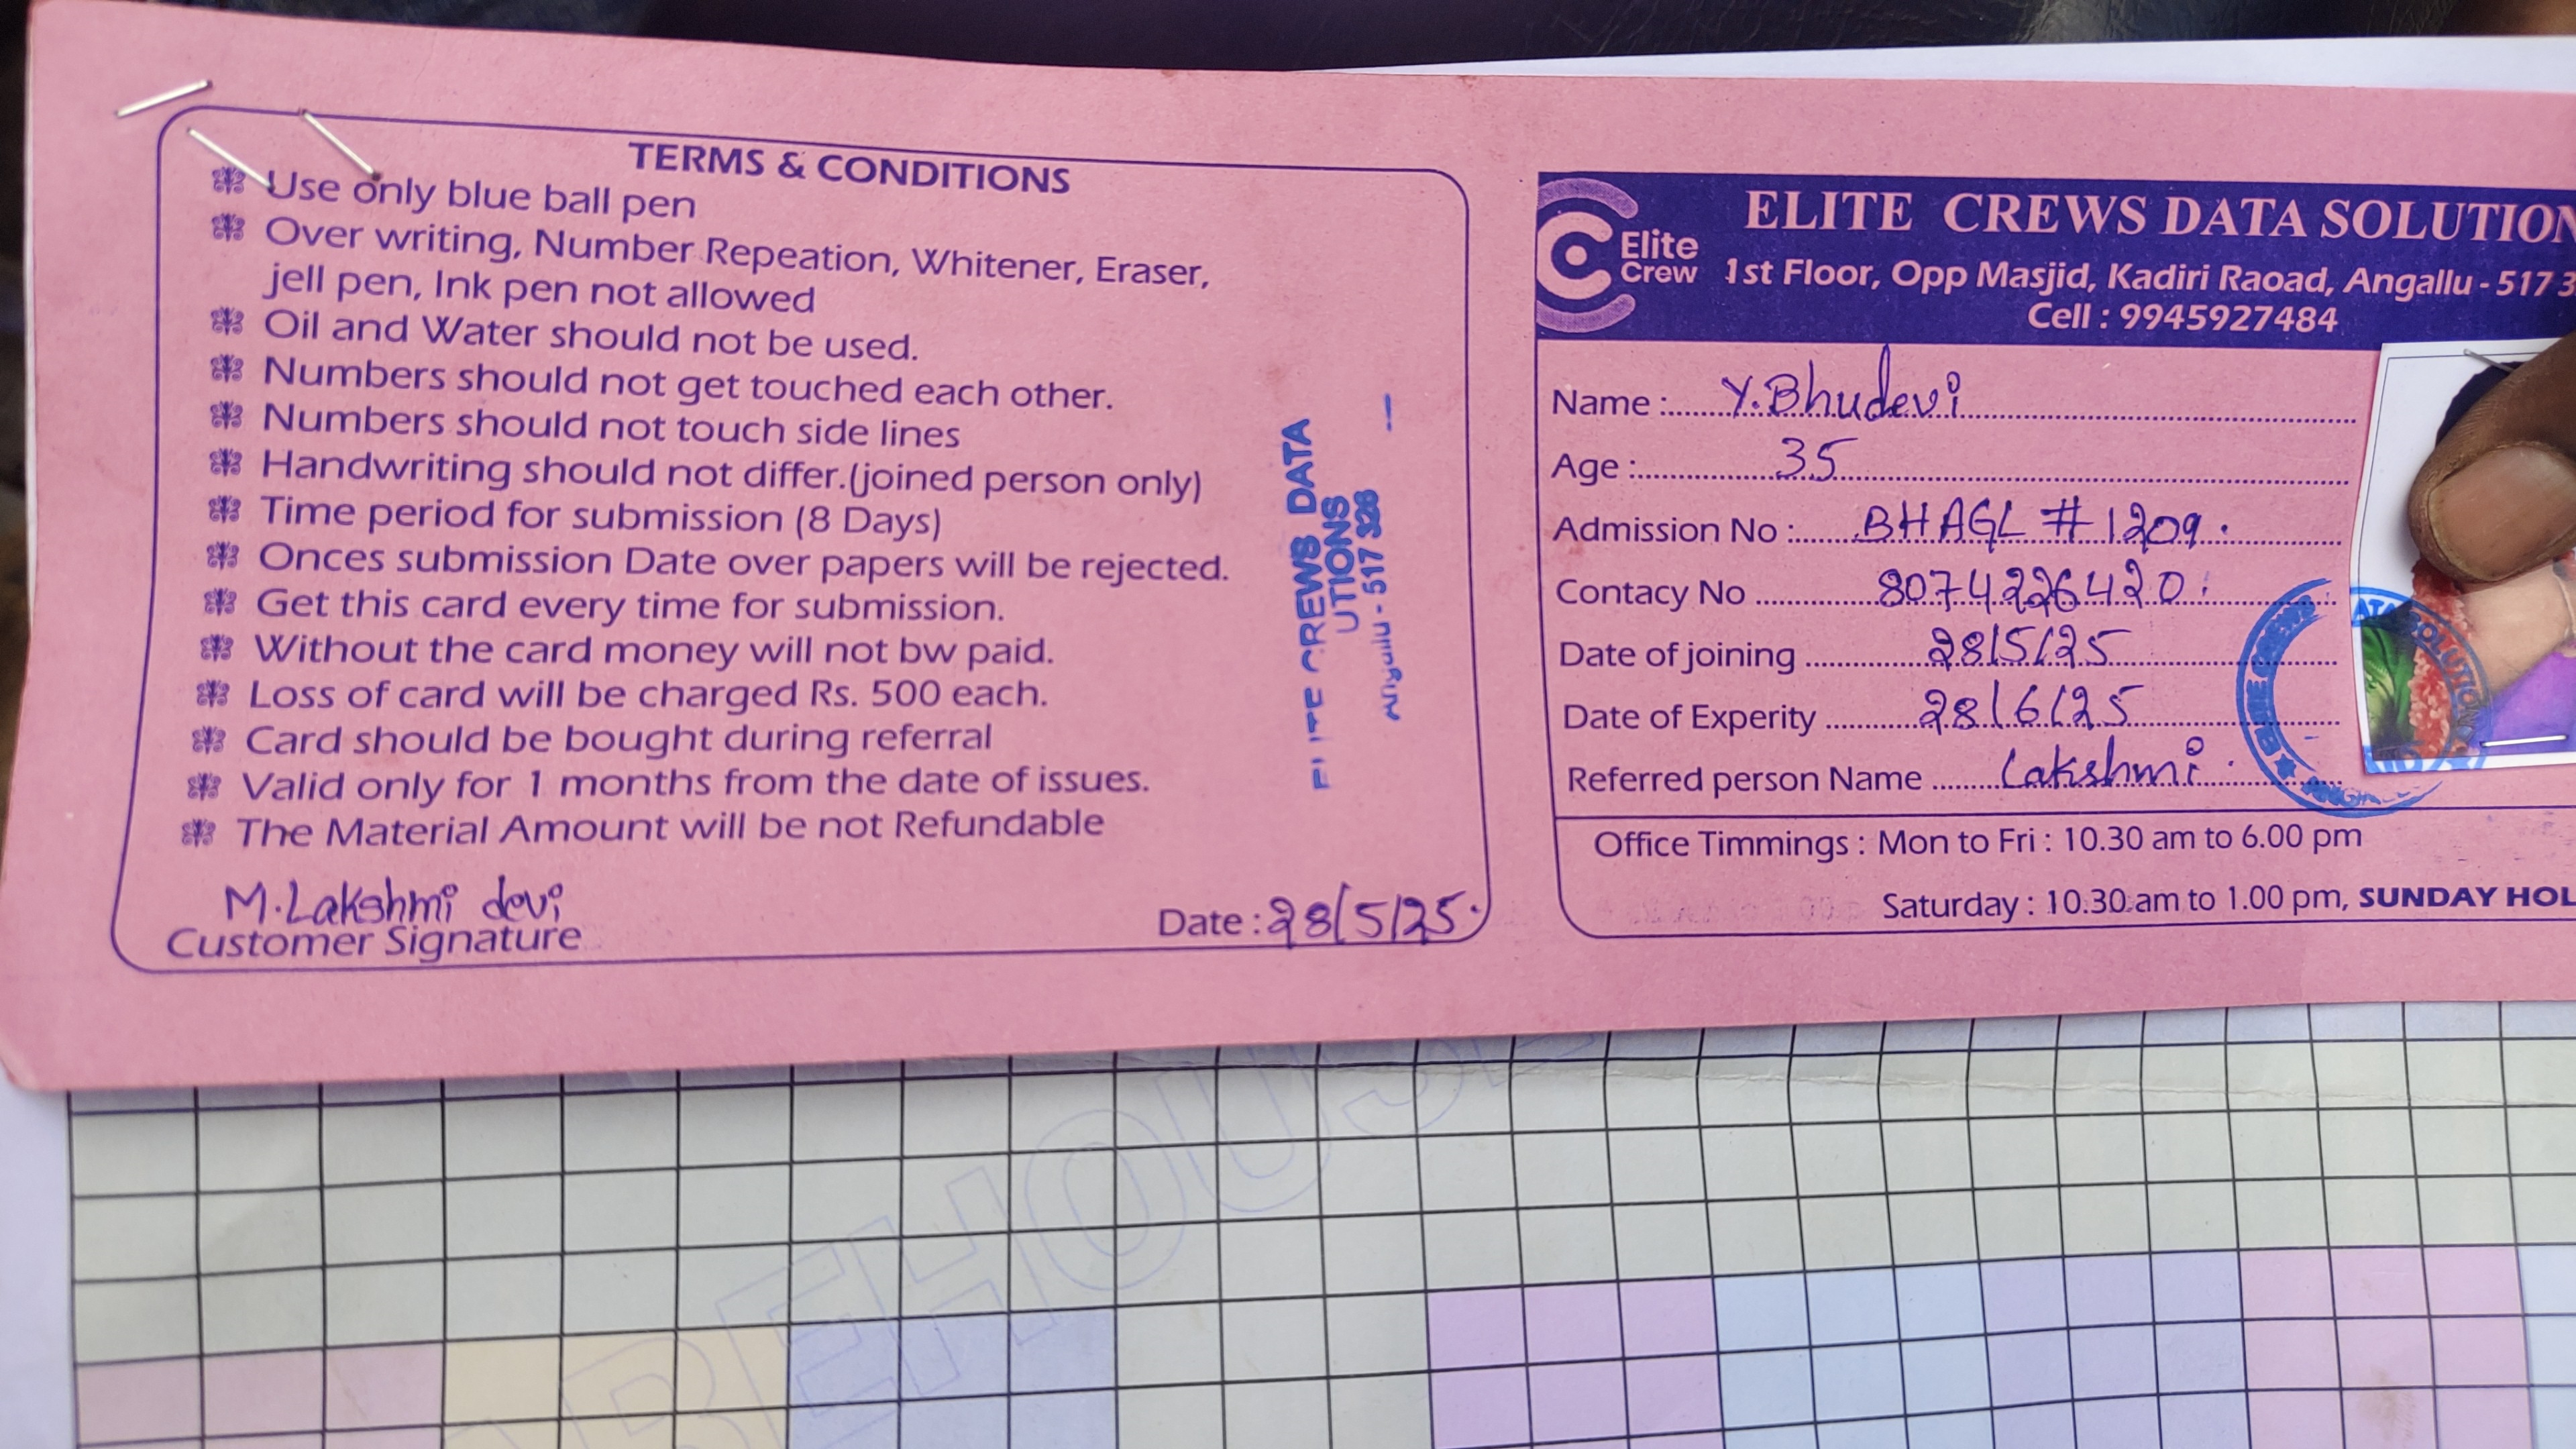 TERMS & CONDITIONS
Use only blue ball pen
Over writing, Number Repeation, Whitener, Eraser,
jell pen, Ink pen not allowed
Oil and Water should not be used.
Numbers should not get touched each other.
Numbers should not touch side lines
Handwriting should not differ.(joined person only)
Time period for submission (8 Days)
Onces submission Date over papers will be rejected.
Get this card every time for submission.
Without the card money will not bw paid.
Loss of card will be charged Rs. 500 each.
Card should be bought during referral
Valid only for 1 months from the date of issues.
The Material Amount will be not Refundable
M.Lakshmi devi
Customer Signature
Date : 28/5/25.
CREWS DATA
UTIONS
- 517 328
Elite
Crew
ELITE CREWS DATA SOLUTION
1st Floor, Opp Masjid, Kadiri Raoad, Angallu - 517 3
Cell : 9945927484
Name : Y.Bhudevi
Age : 35
Admission No : BHAGL # 1209.
Contacy No 8074226420.
Date of joining 28/5/25
Date of Experity 28/6/25
Referred person Name Lakshmi.
Office Timmings : Mon to Fri : 10.30 am to 6.00 pm
Saturday : 10.30 am to 1.00 pm, SUNDAY HOL